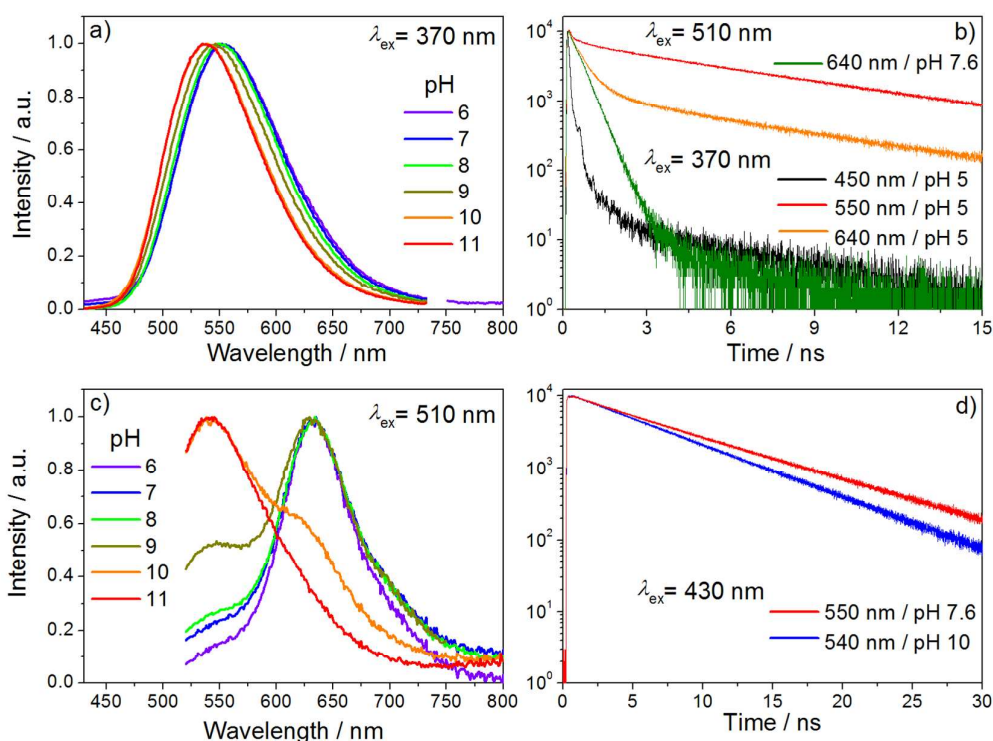 a)
λex= 370 nm
pH
6
7
8
9
10
11
Intensity / a.u.
1.0
0.8
0.6
0.4
0.2
0.0
450 500 550 600 650 700 750 800
Wavelength / nm
b)
λex= 510 nm
640 nm / pH 7.6
λex= 370 nm
450 nm / pH 5
550 nm / pH 5
640 nm / pH 5
10⁴
10³
10²
10¹
10⁰
0 3 6 9 12 15
Time / ns
c)
λex= 510 nm
pH
6
7
8
9
10
11
Intensity / a.u.
1.0
0.8
0.6
0.4
0.2
0.0
450 500 550 600 650 700 750 800
Wavelength / nm
d)
λex= 430 nm
550 nm / pH 7.6
540 nm / pH 10
10⁴
10³
10²
10¹
10⁰
0 5 10 15 20 25 30
Time / ns